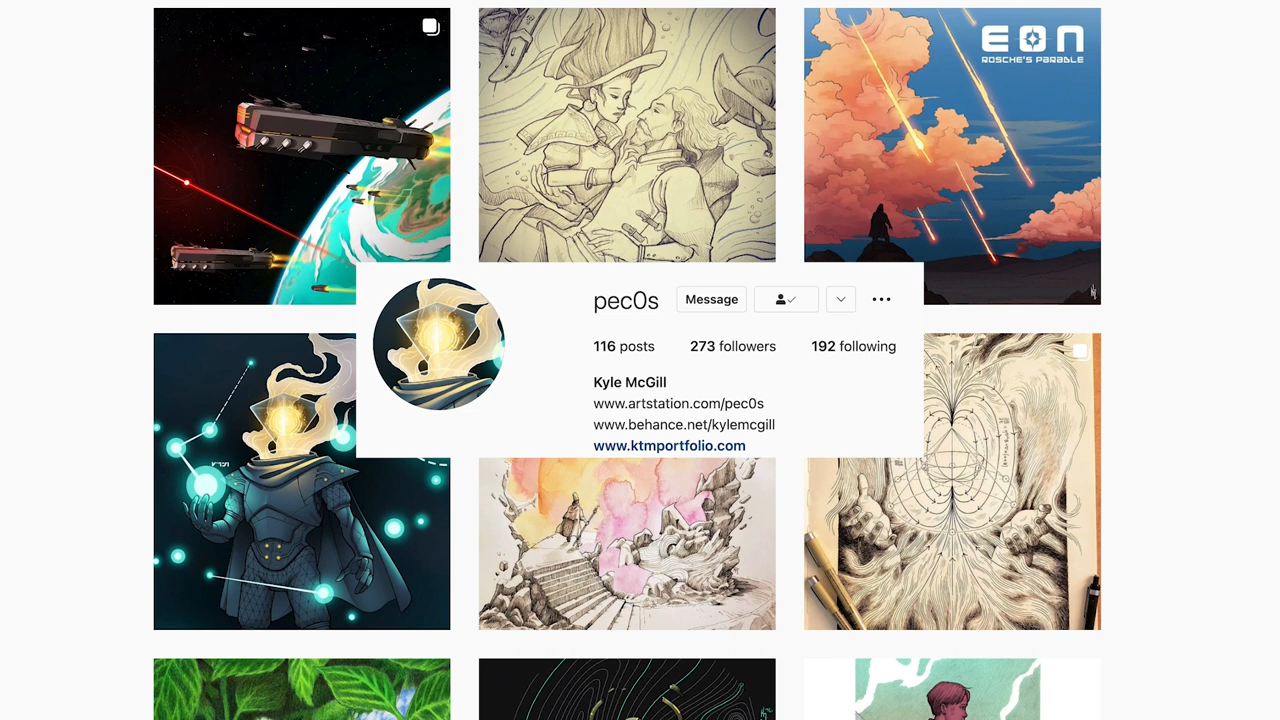 EON
ROSCHE'S PARABLE
pec0s
Message
116 posts
273 followers
192 following
Kyle McGill
www.artstation.com/pec0s
www.behance.net/kylemcgill
www.ktmportfolio.com